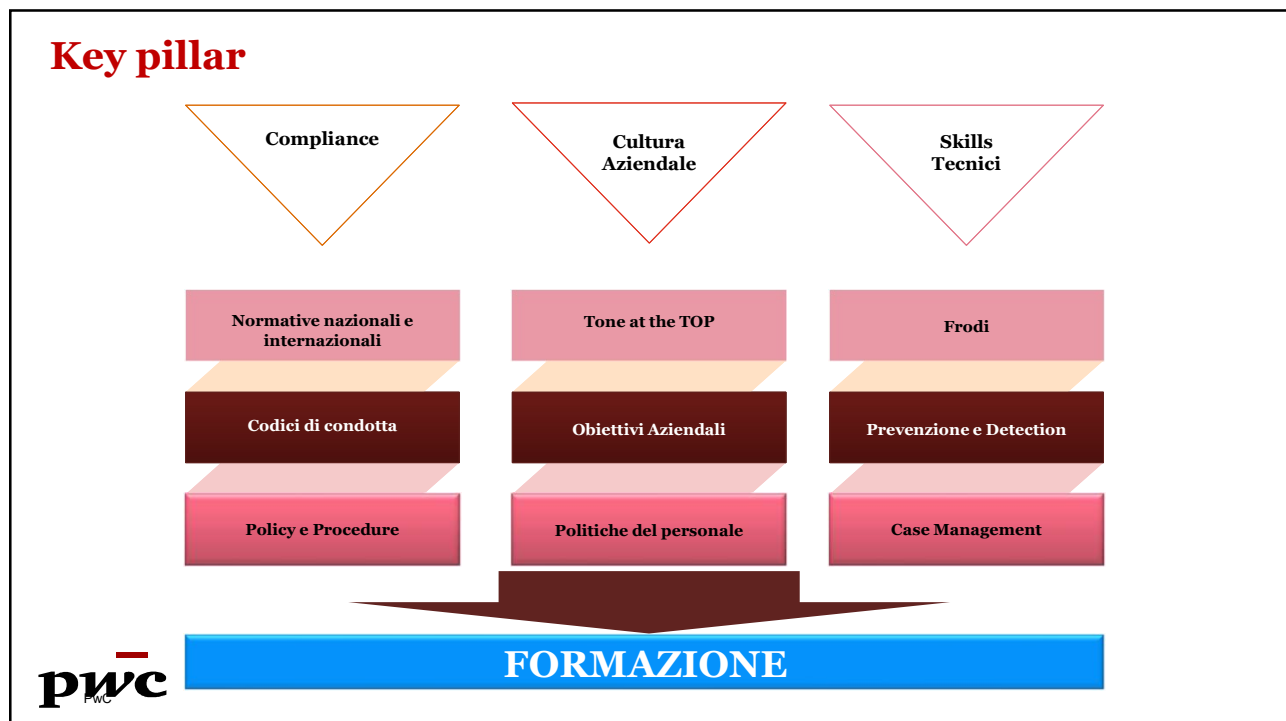 Key pillar
Compliance
Cultura
Aziendale
Skills
Tecnici
Normative nazionali e
internazionali
Tone at the TOP
Frodi
Codici di condotta
Obiettivi Aziendali
Prevenzione e Detection
Policy e Procedure
Politiche del personale
Case Management
FORMAZIONE
pwc
PwC